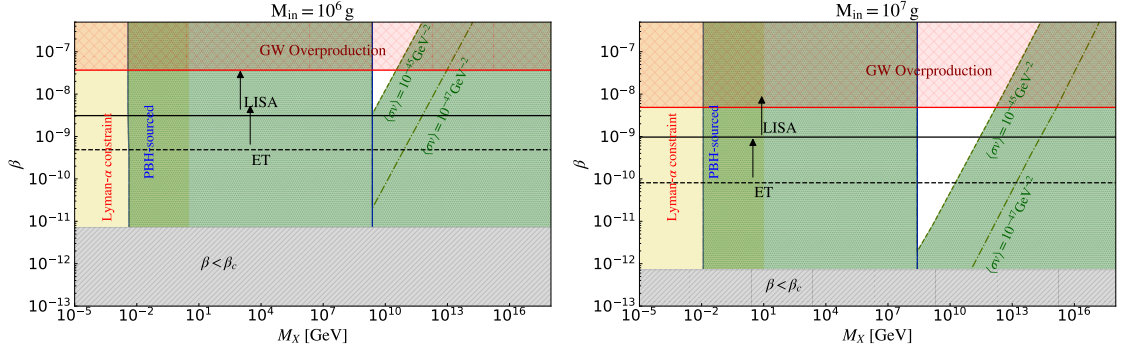 M_in = 10^6 g
β
10^-7
10^-8
10^-9
10^-10
10^-11
10^-12
10^-13
GW Overproduction
LISA
ET
Lyman-α constraint
PBH-sourced
⟨σv⟩ = 10^-45 GeV^-2
⟨σv⟩ = 10^-47 GeV^-2
β < β_c
10^-5 10^-2 10^1 10^4 10^7 10^10 10^13 10^16
M_X [GeV]
M_in = 10^7 g
β
10^-7
10^-8
10^-9
10^-10
10^-11
10^-12
10^-13
GW Overproduction
LISA
ET
Lyman-α constraint
PBH-sourced
⟨σv⟩ = 10^-45 GeV^-2
⟨σv⟩ = 10^-47 GeV^-2
β < β_c
10^-5 10^-2 10^1 10^4 10^7 10^10 10^13 10^16
M_X [GeV]